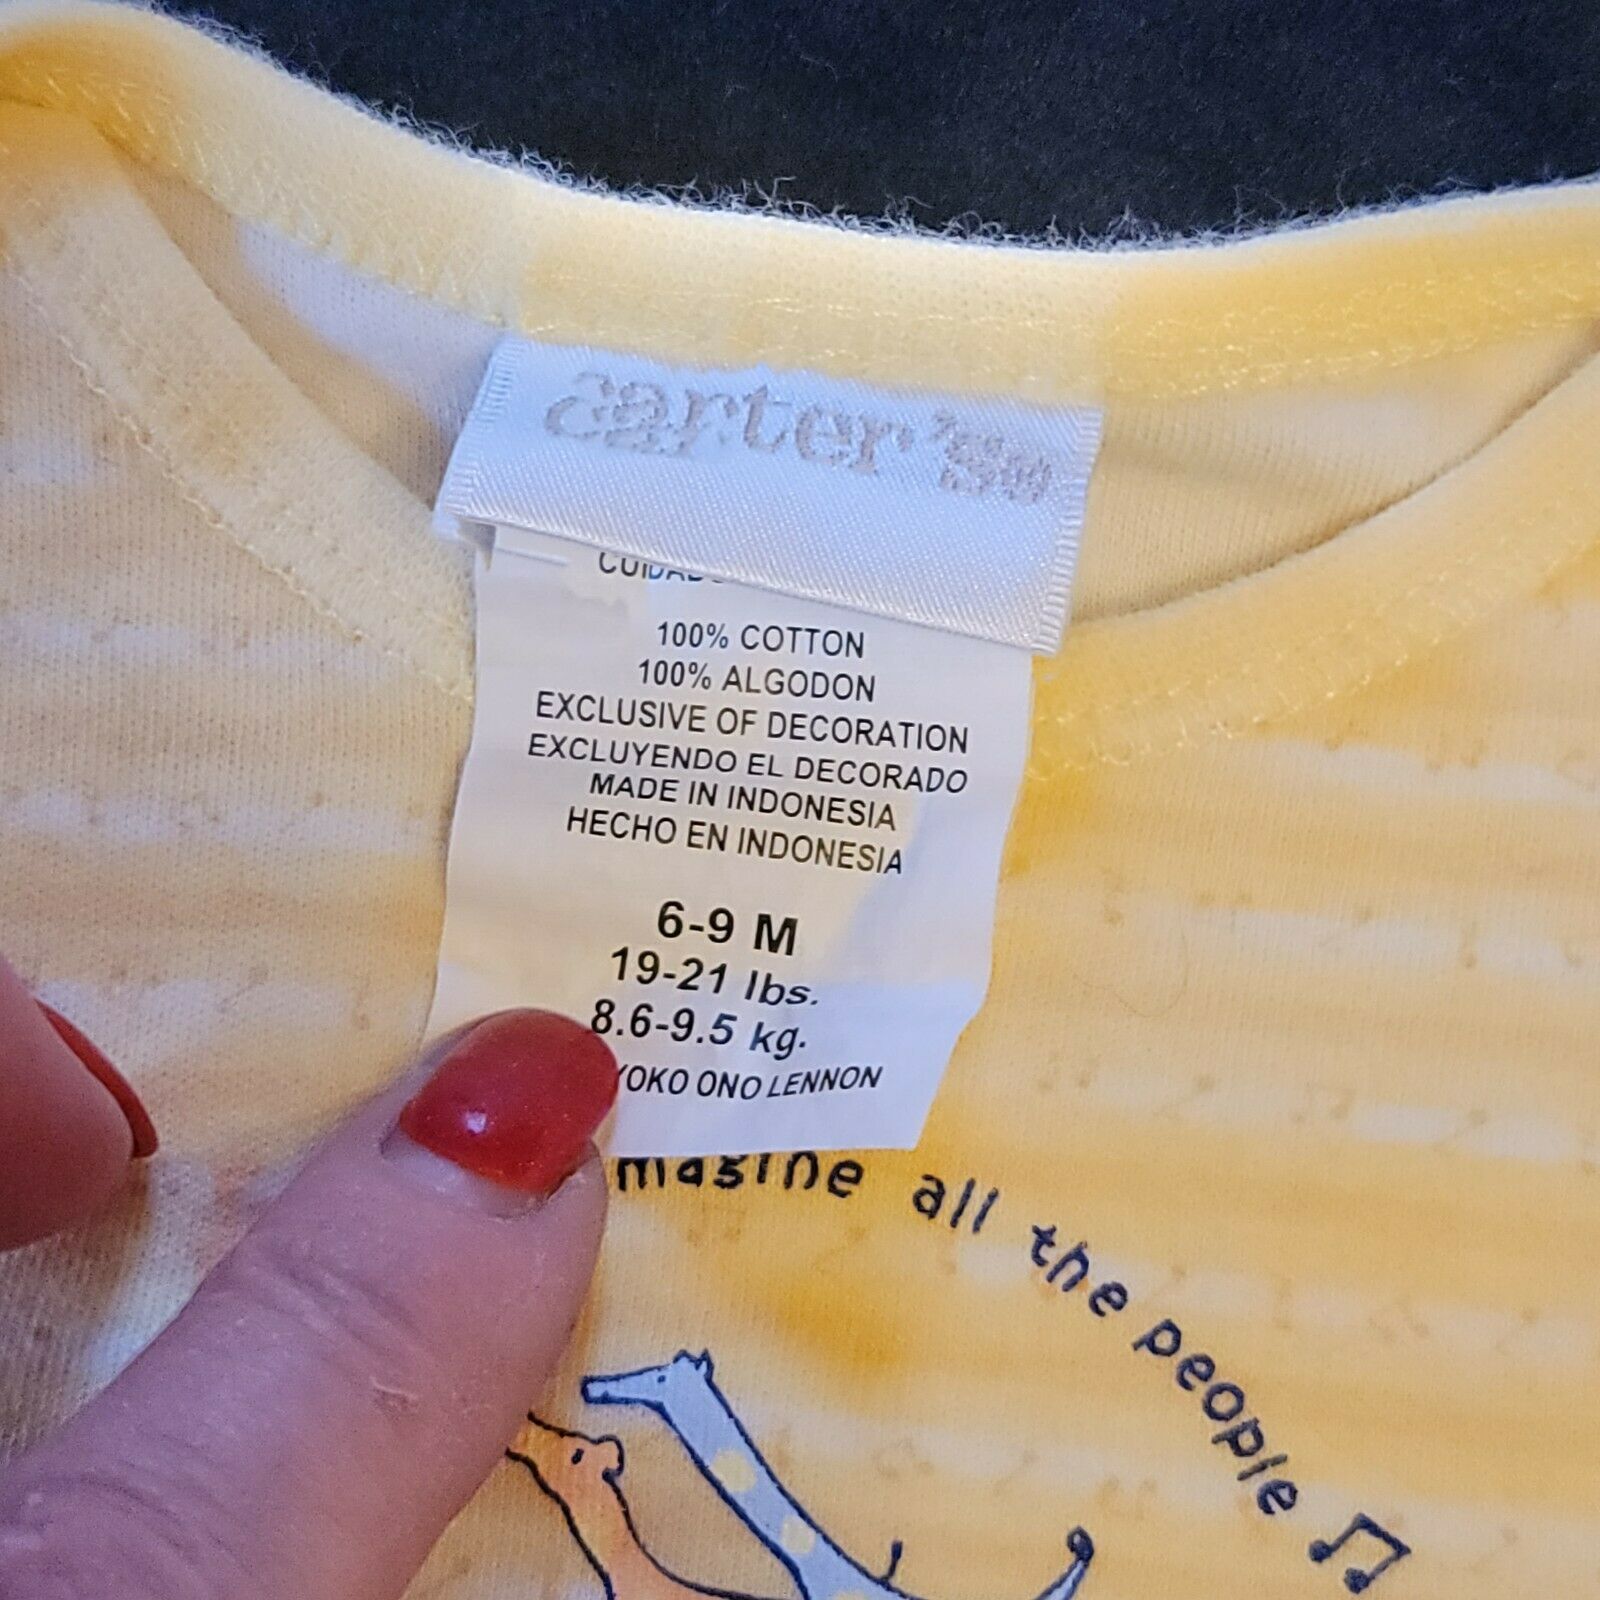 carter's
100% COTTON
100% ALGODON
EXCLUSIVE OF DECORATION
EXCLUYENDO EL DECORADO
MADE IN INDONESIA
HECHO EN INDONESIA
6-9 M
19-21 lbs.
8.6-9.5 kg.
YOKO ONO LENNON
magine all the people